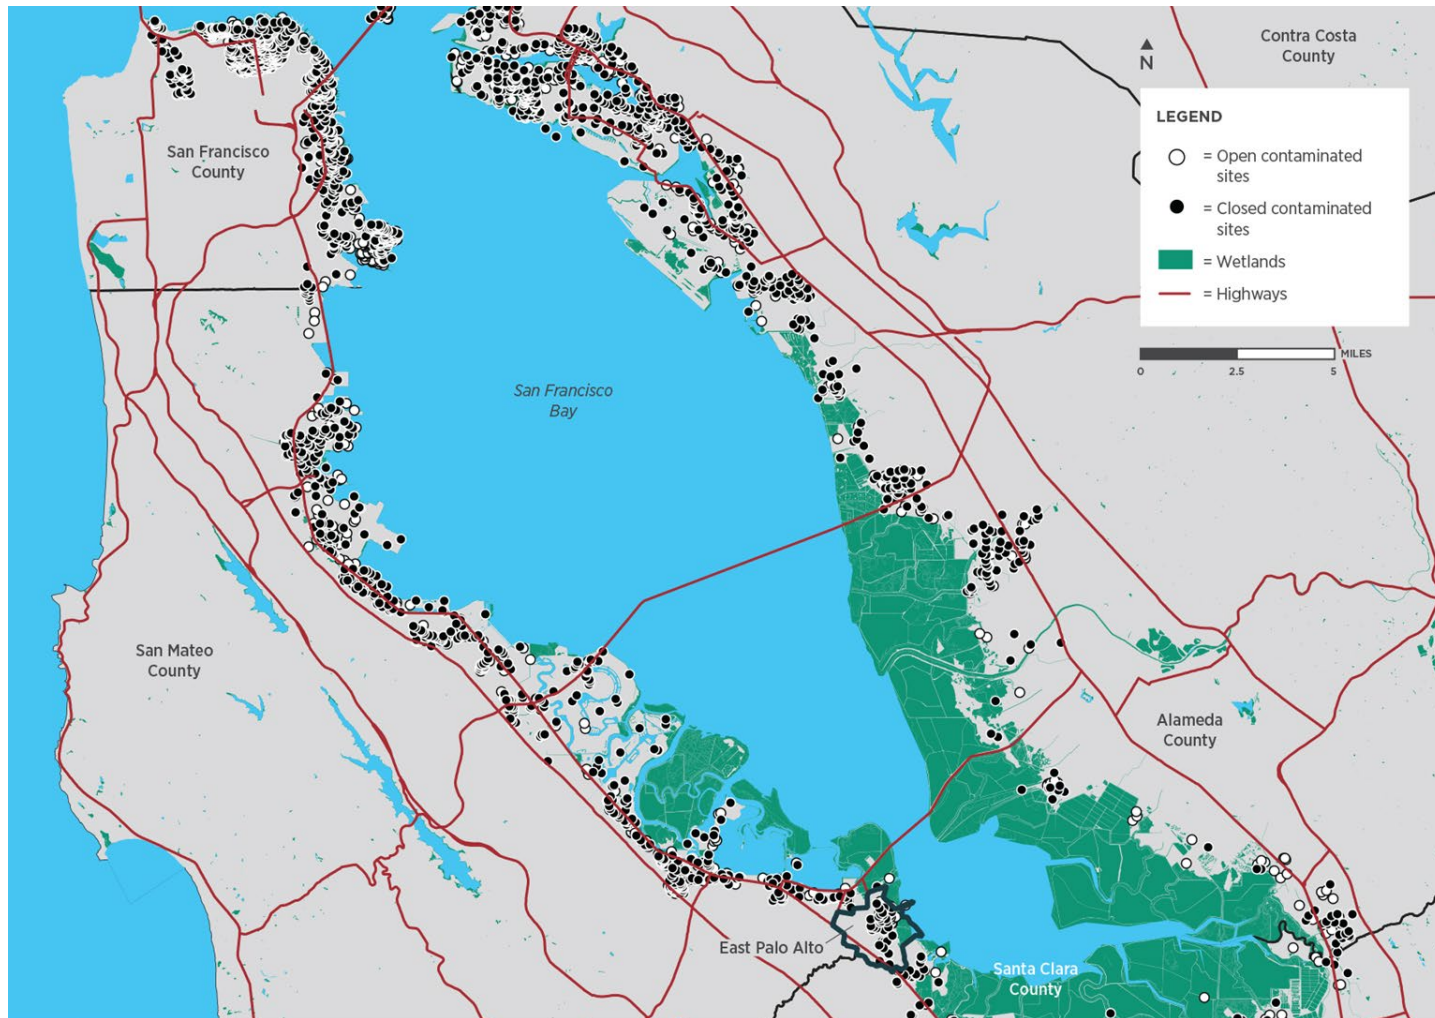 Contra Costa
County
N
LEGEND
= Open contaminated
sites
= Closed contaminated
sites
= Wetlands
= Highways
MILES
0 2.5 5
San Francisco
County
San Francisco
Bay
San Mateo
County
Alameda
County
East Palo Alto
Santa Clara
County